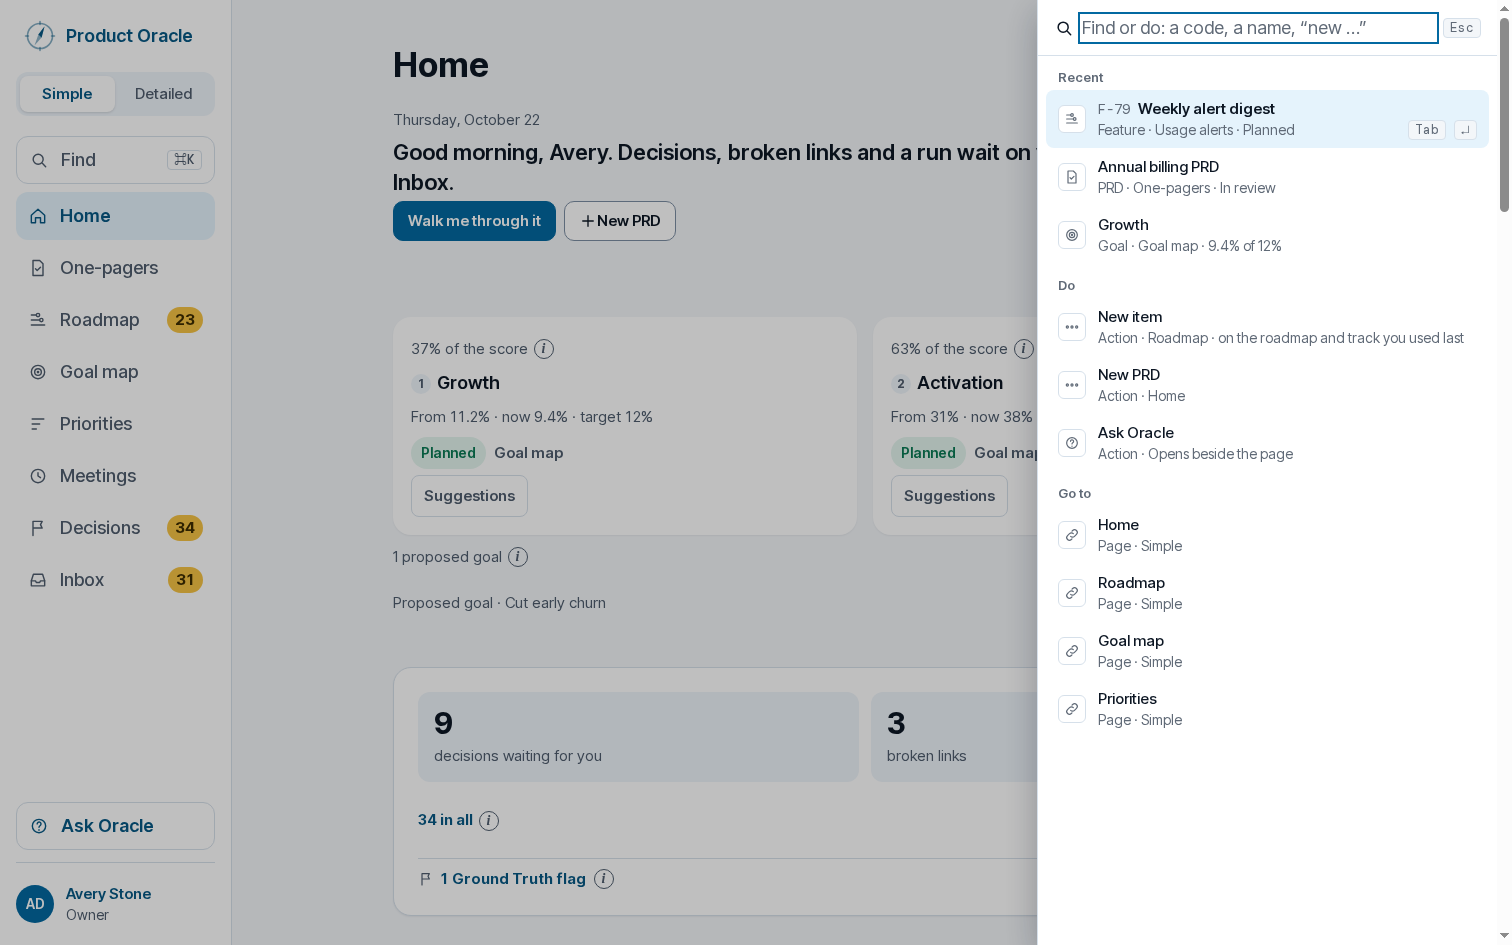 Product Oracle
Simple
Detailed
Find
⌘K
Home
One-pagers
Roadmap
23
Goal map
Priorities
Meetings
Decisions
34
Inbox
31
Ask Oracle
AD
Avery Stone
Owner
Home
Thursday, October 22
Good morning, Avery. Decisions, broken links and a run wait on
Inbox.
Walk me through it
+ New PRD
37% of the score i
1 Growth
From 11.2% · now 9.4% · target 12%
Planned Goal map
Suggestions
63% of the score i
2 Activation
From 31% · now 38%
Planned Goal map
Suggestions
1 proposed goal i
Proposed goal · Cut early churn
9
decisions waiting for you
3
broken links
34 in all i
1 Ground Truth flag i
Find or do: a code, a name, “new …”
Esc
Recent
F-79 Weekly alert digest
Feature · Usage alerts · Planned
Tab ↵
Annual billing PRD
PRD · One-pagers · In review
Growth
Goal · Goal map · 9.4% of 12%
Do
New item
Action · Roadmap · on the roadmap and track you used last
New PRD
Action · Home
Ask Oracle
Action · Opens beside the page
Go to
Home
Page · Simple
Roadmap
Page · Simple
Goal map
Page · Simple
Priorities
Page · Simple